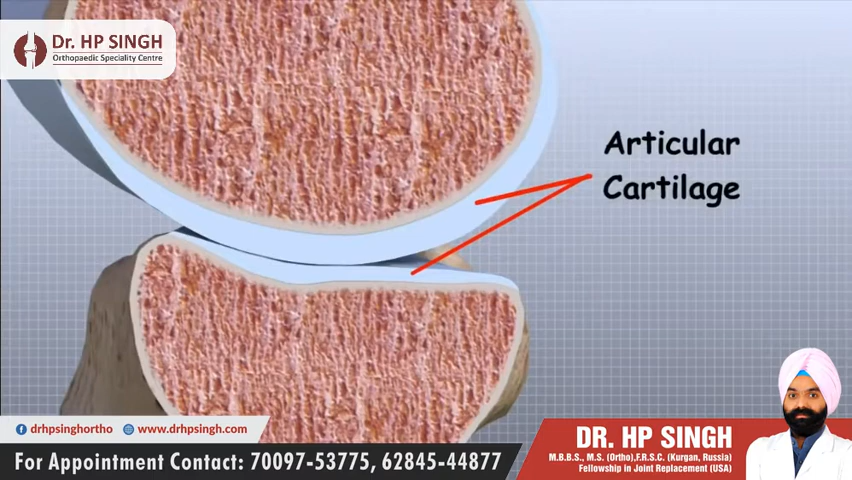 Dr. HP SINGH
Orthopaedic Speciality Centre
Articular
Cartilage
drhpsinghortho
www.drhpsingh.com
For Appointment Contact: 70097-53775, 62845-44877
DR. HP SINGH
M.B.B.S., M.S. (Ortho),F.R.S.C. (Kurgan, Russia)
Fellowship in Joint Replacement (USA)